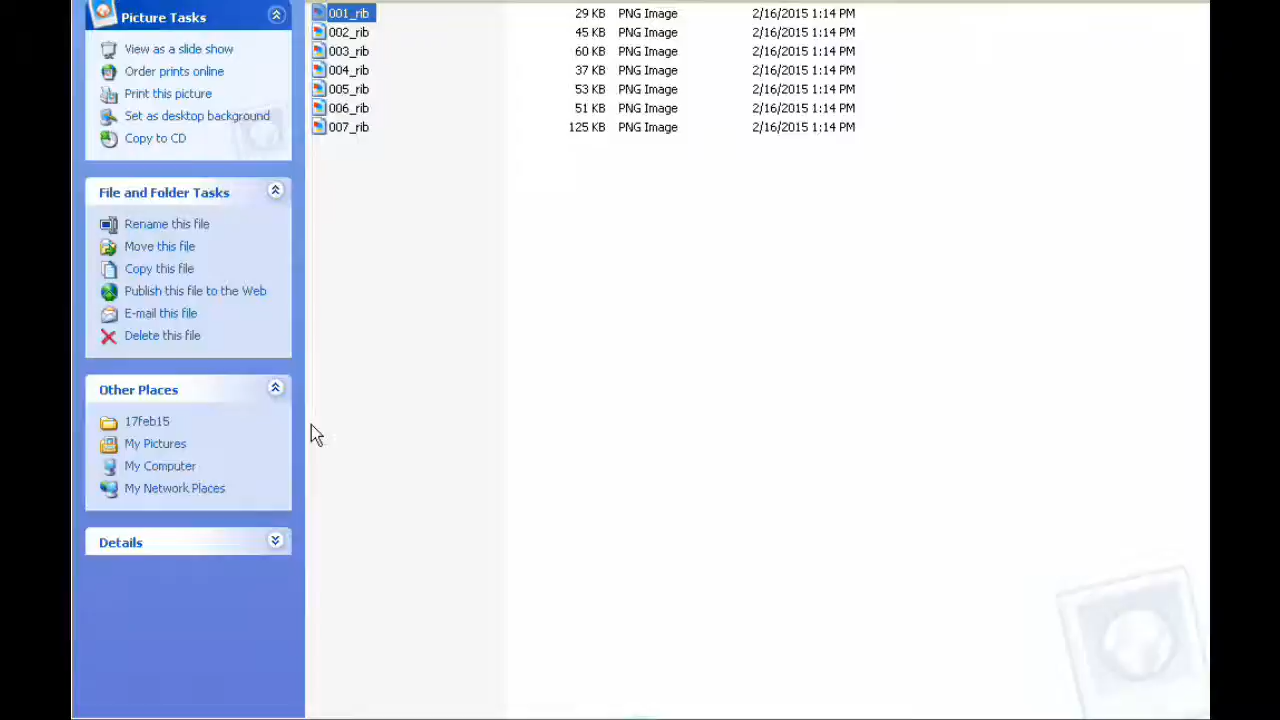 Picture Tasks
View as a slide show
Order prints online
Print this picture
Set as desktop background
Copy to CD
File and Folder Tasks
Rename this file
Move this file
Copy this file
Publish this file to the Web
E-mail this file
Delete this file
Other Places
17feb15
My Pictures
My Computer
My Network Places
Details
001_rib 29 KB PNG Image 2/16/2015 1:14 PM
002_rib 45 KB PNG Image 2/16/2015 1:14 PM
003_rib 60 KB PNG Image 2/16/2015 1:14 PM
004_rib 37 KB PNG Image 2/16/2015 1:14 PM
005_rib 53 KB PNG Image 2/16/2015 1:14 PM
006_rib 51 KB PNG Image 2/16/2015 1:14 PM
007_rib 125 KB PNG Image 2/16/2015 1:14 PM